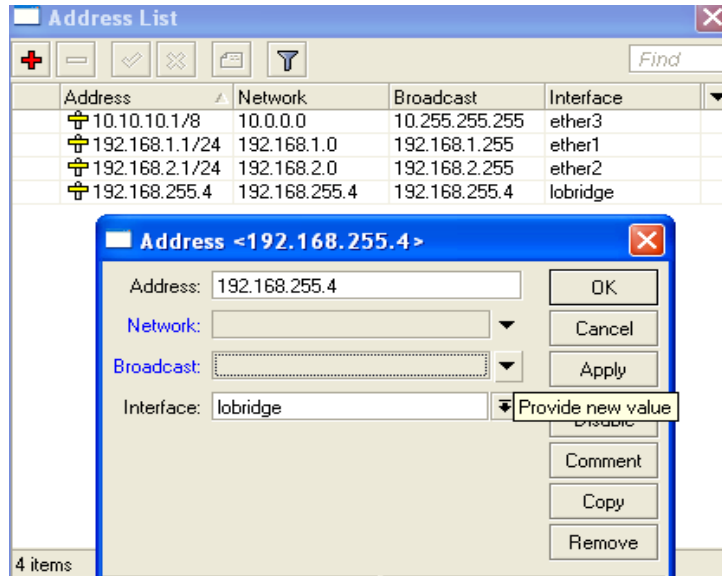 Address List
Find
Address Network Broadcast Interface
10.10.10.1/8 10.0.0.0 10.255.255.255 ether3
192.168.1.1/24 192.168.1.0 192.168.1.255 ether1
192.168.2.1/24 192.168.2.0 192.168.2.255 ether2
192.168.255.4 192.168.255.4 192.168.255.4 lobridge
Address <192.168.255.4>
Address: 192.168.255.4 OK
Network: Cancel
Broadcast: Apply
Interface: lobridge Provide new value
Disable
Comment
Copy
Remove
4 items